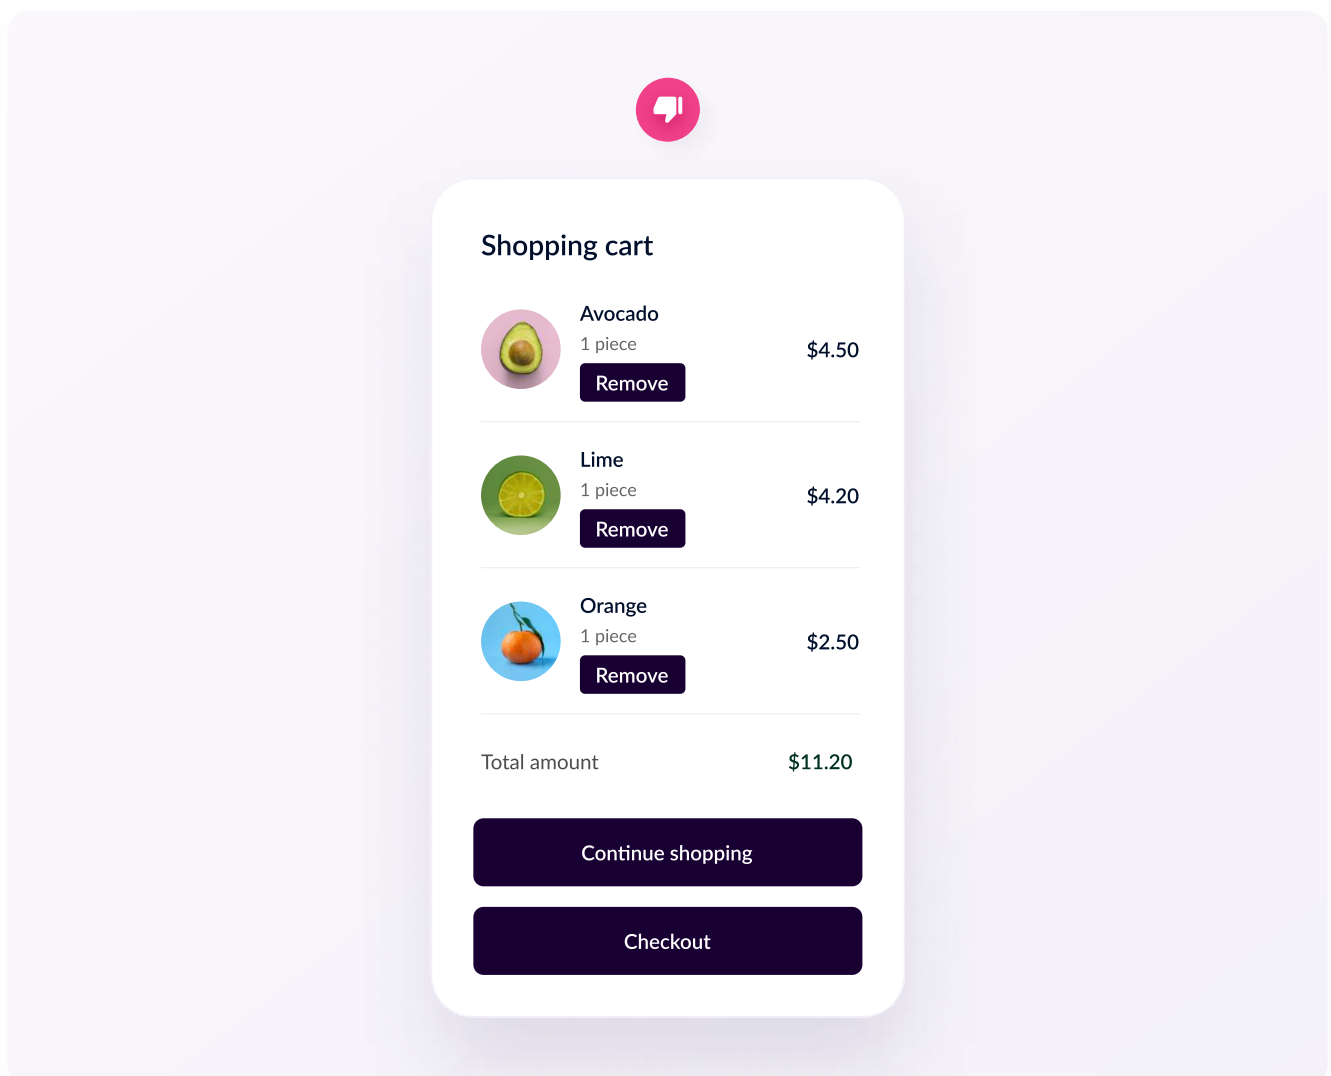 Shopping cart
Avocado
1 piece
$4.50
Remove
Lime
1 piece
$4.20
Remove
Orange
1 piece
$2.50
Remove
Total amount $11.20
Continue shopping
Checkout